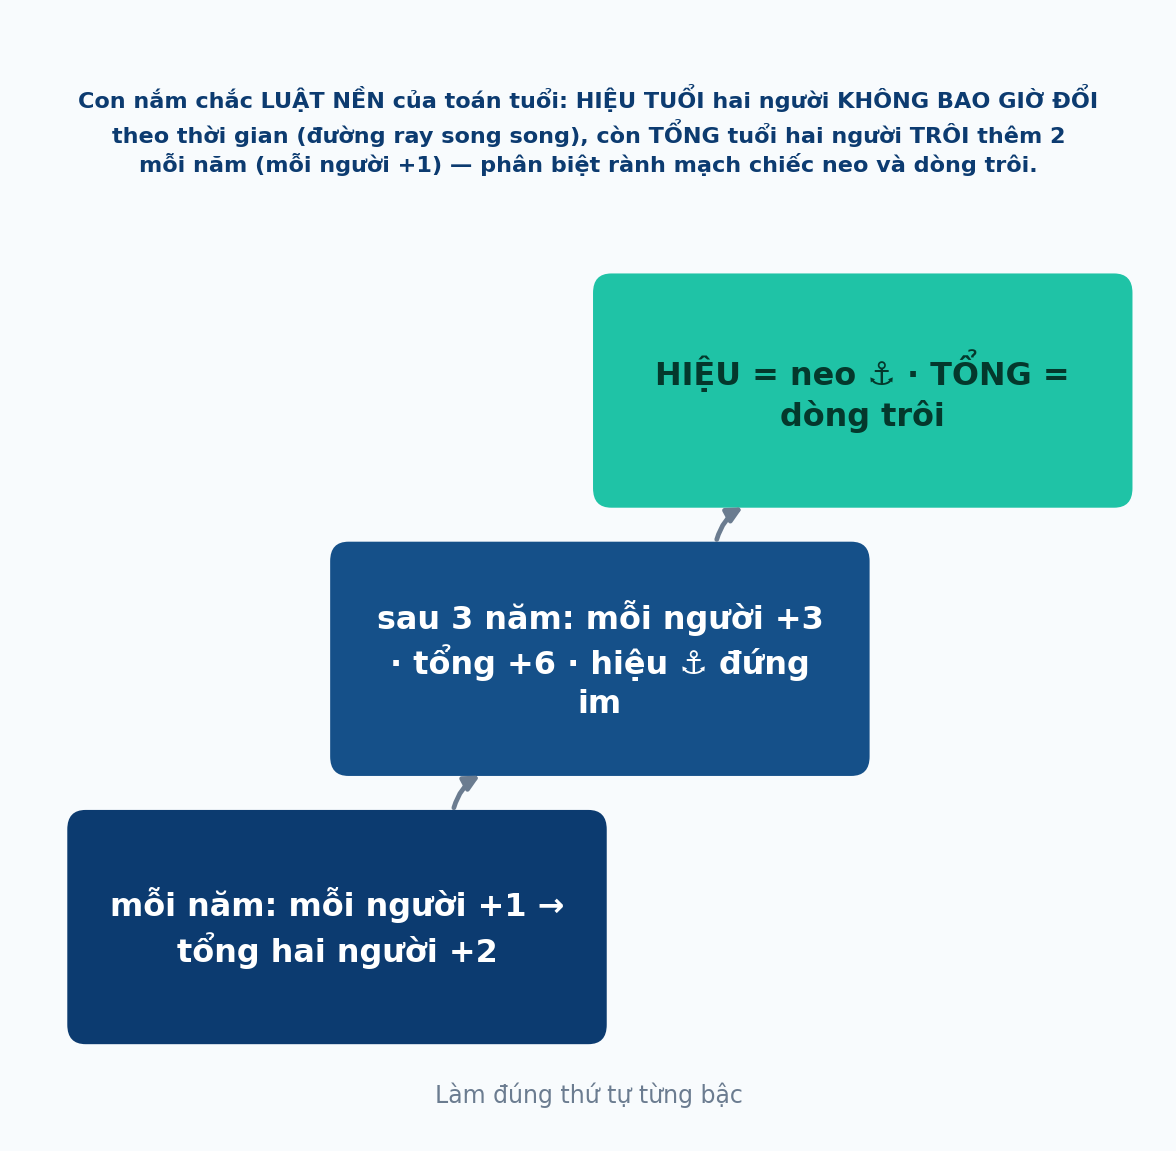 Con nắm chắc LUẬT NỀN của toán tuổi: HIỆU TUỔI hai người KHÔNG BAO GIỜ ĐỔI
theo thời gian (đường ray song song), còn TỔNG tuổi hai người TRÔI thêm 2
mỗi năm (mỗi người +1) — phân biệt rành mạch chiếc neo và dòng trôi.
HIỆU = neo ⚓ · TỔNG =
dòng trôi
sau 3 năm: mỗi người +3
· tổng +6 · hiệu ⚓ đứng
im
mỗi năm: mỗi người +1 →
tổng hai người +2
Làm đúng thứ tự từng bậc